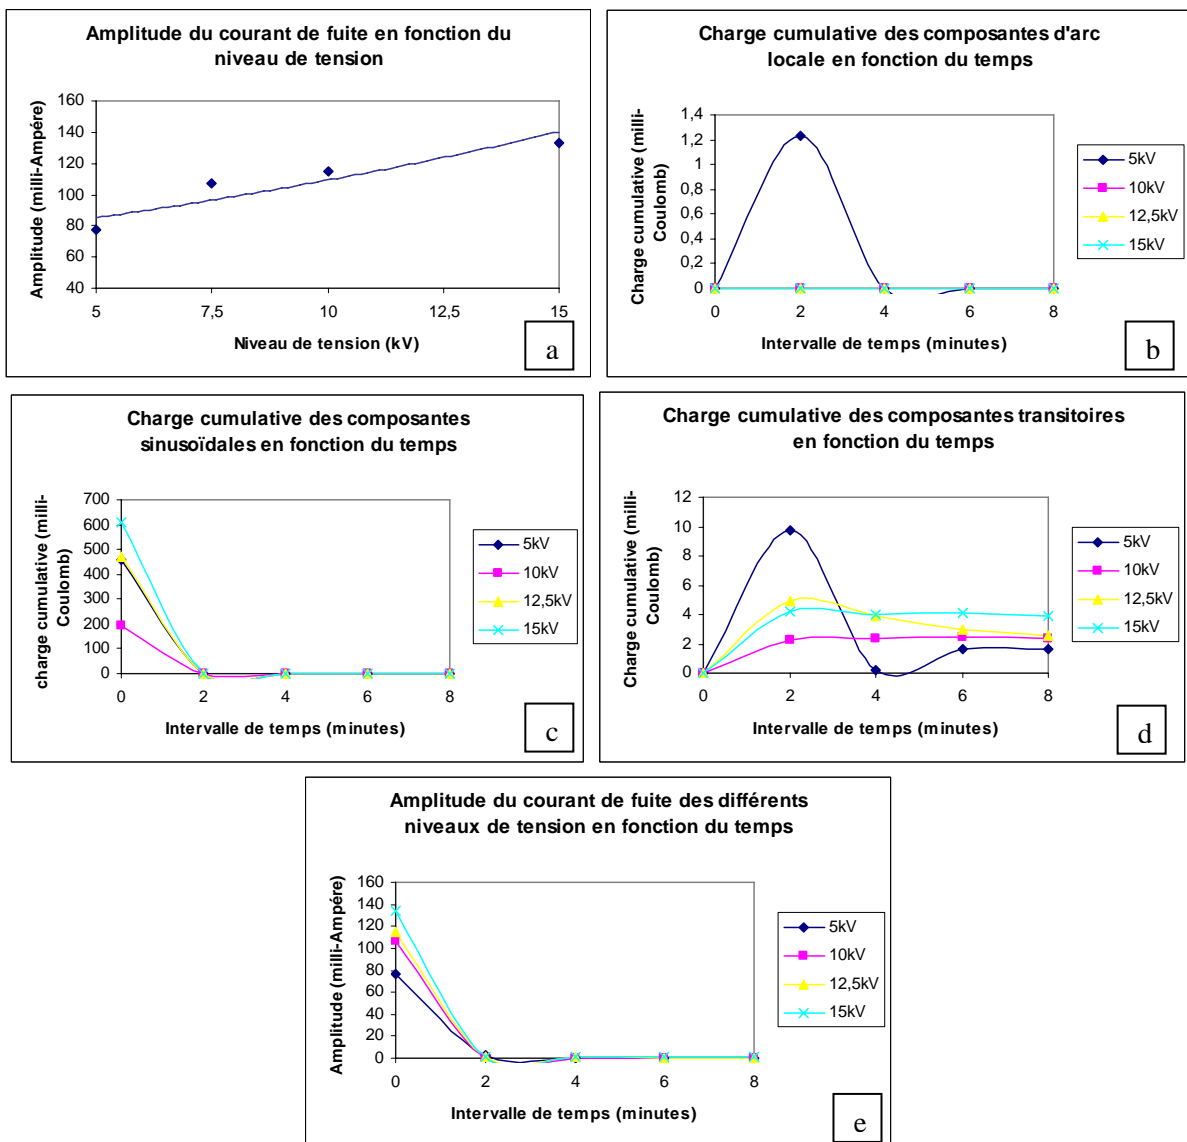 Amplitude du courant de fuite en fonction du
niveau de tension
Amplitude (milli-Ampére)
160
140
120
100
80
60
40
5
7,5
10
12,5
15
Niveau de tension (kV)
a
Charge cumulative des composantes d'arc
locale en fonction du temps
Charge cumulative (milli-
Coulomb)
1,4
1,2
1
0,8
0,6
0,4
0,2
0
0
2
4
6
8
Intervalle de temps (minutes)
5kV
10kV
12,5kV
15kV
b
Charge cumulative des composantes
sinusoïdales en fonction du temps
charge cumulative (milli-
Coulomb)
700
600
500
400
300
200
100
0
0
2
4
6
8
Intervalle de temps (minutes)
5kV
10kV
12,5kV
15kV
c
Charge cumulative des composantes transitoires
en fonction du temps
Charge cumulative (milli-
Coulomb)
12
10
8
6
4
2
0
0
2
4
6
8
Intervalle de temps (minutes)
5kV
10kV
12,5kV
15kV
d
Amplitude du courant de fuite des différents
niveaux de tension en fonction du temps
Amplitude (milli-Ampére)
160
140
120
100
80
60
40
20
0
0
2
4
6
8
Intervalle de temps (minutes)
5kV
10kV
12,5kV
15kV
e